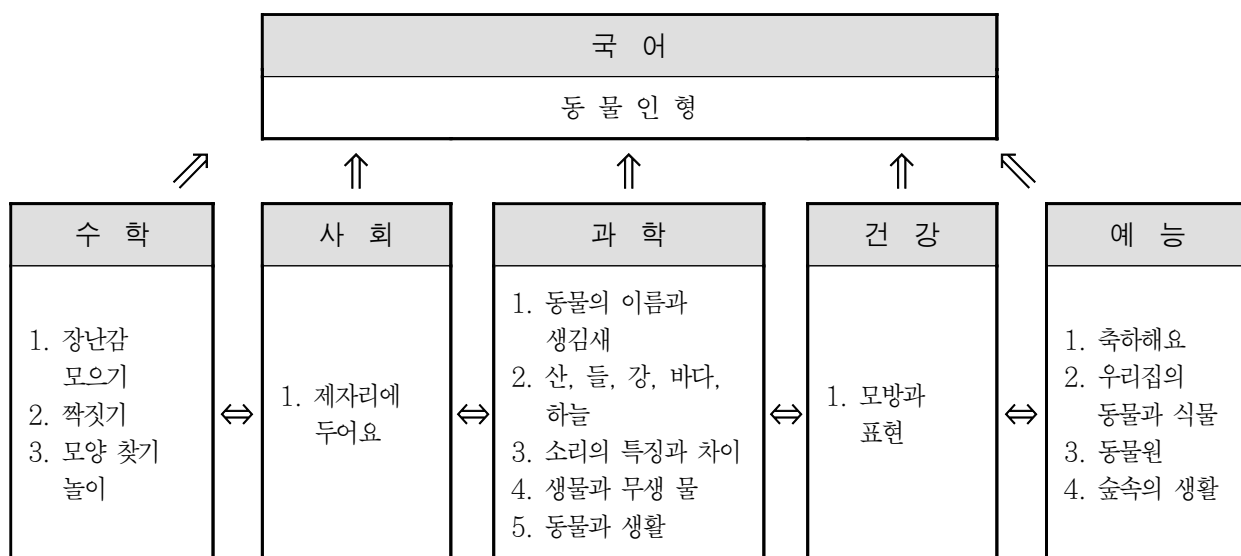 국 어
동 물 인 형
⇗ ⇑ ⇑ ⇑ ⇖
수 학
1. 장난감
모으기
2. 짝짓기
3. 모양 찾기
놀이
⇔
사 회
1. 제자리에
두어요
⇔
과 학
1. 동물의 이름과
생김새
2. 산, 들, 강, 바다,
하늘
3. 소리의 특징과 차이
4. 생물과 무생 물
5. 동물과 생활
⇔
건 강
1. 모방과
표현
⇔
예 능
1. 축하해요
2. 우리집의
동물과 식물
3. 동물원
4. 숲속의 생활